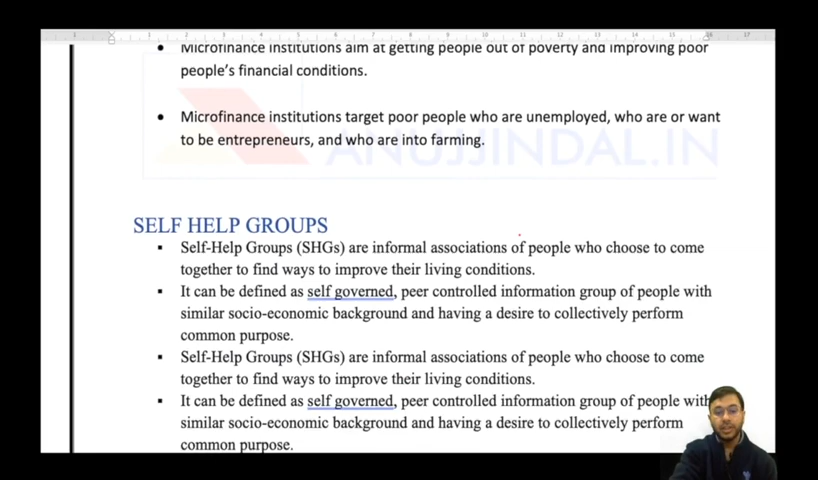 Microfinance institutions aim at getting people out of poverty and improving poor
people's financial conditions.
Microfinance institutions target poor people who are unemployed, who are or want
to be entrepreneurs, and who are into farming.
ANUJJINDAL.IN
SELF HELP GROUPS
Self-Help Groups (SHGs) are informal associations of people who choose to come
together to find ways to improve their living conditions.
It can be defined as self governed, peer controlled information group of people with
similar socio-economic background and having a desire to collectively perform
common purpose.
Self-Help Groups (SHGs) are informal associations of people who choose to come
together to find ways to improve their living conditions.
It can be defined as self governed, peer controlled information group of people with
similar socio-economic background and having a desire to collectively perform
common purpose.